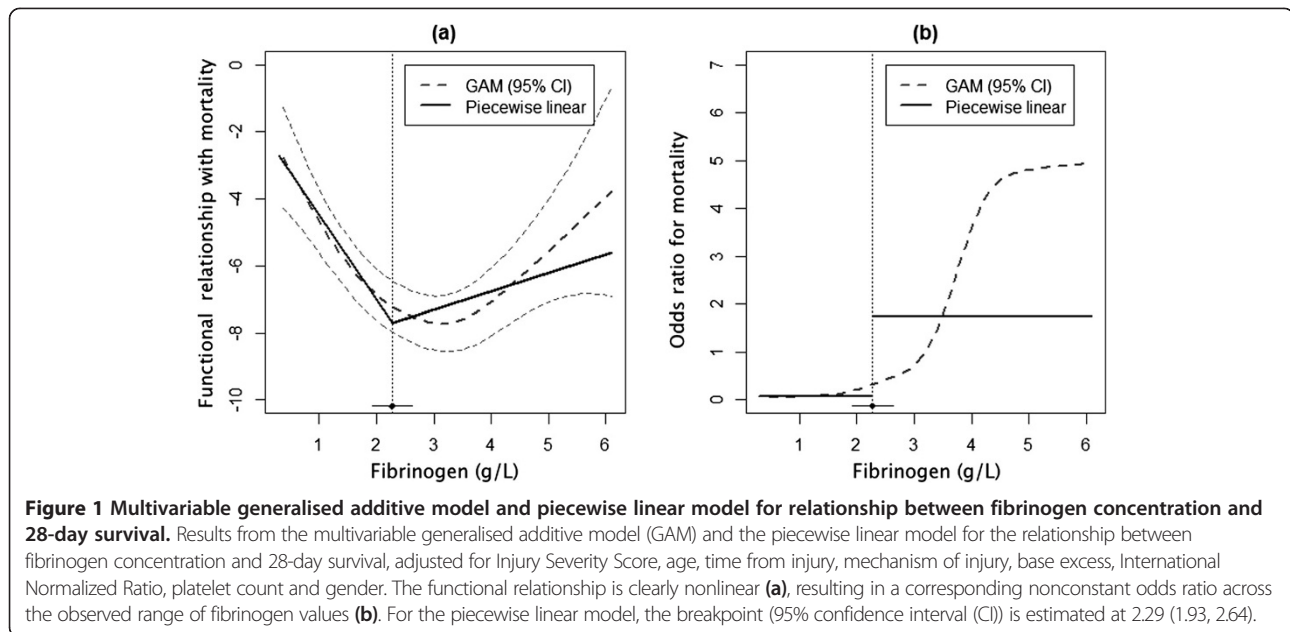 (a)
0
-2
-4
-6
-8
-10
Functional relationship with mortality
GAM (95% CI)
Piecewise linear
1 2 3 4 5 6
Fibrinogen (g/L)
(b)
7
6
5
4
3
2
1
0
Odds ratio for mortality
GAM (95% CI)
Piecewise linear
1 2 3 4 5 6
Fibrinogen (g/L)
Figure 1 Multivariable generalised additive model and piecewise linear model for relationship between fibrinogen concentration and
28-day survival. Results from the multivariable generalised additive model (GAM) and the piecewise linear model for the relationship between
fibrinogen concentration and 28-day survival, adjusted for Injury Severity Score, age, time from injury, mechanism of injury, base excess, International
Normalized Ratio, platelet count and gender. The functional relationship is clearly nonlinear (a), resulting in a corresponding nonconstant odds ratio across
the observed range of fibrinogen values (b). For the piecewise linear model, the breakpoint (95% confidence interval (CI)) is estimated at 2.29 (1.93, 2.64).